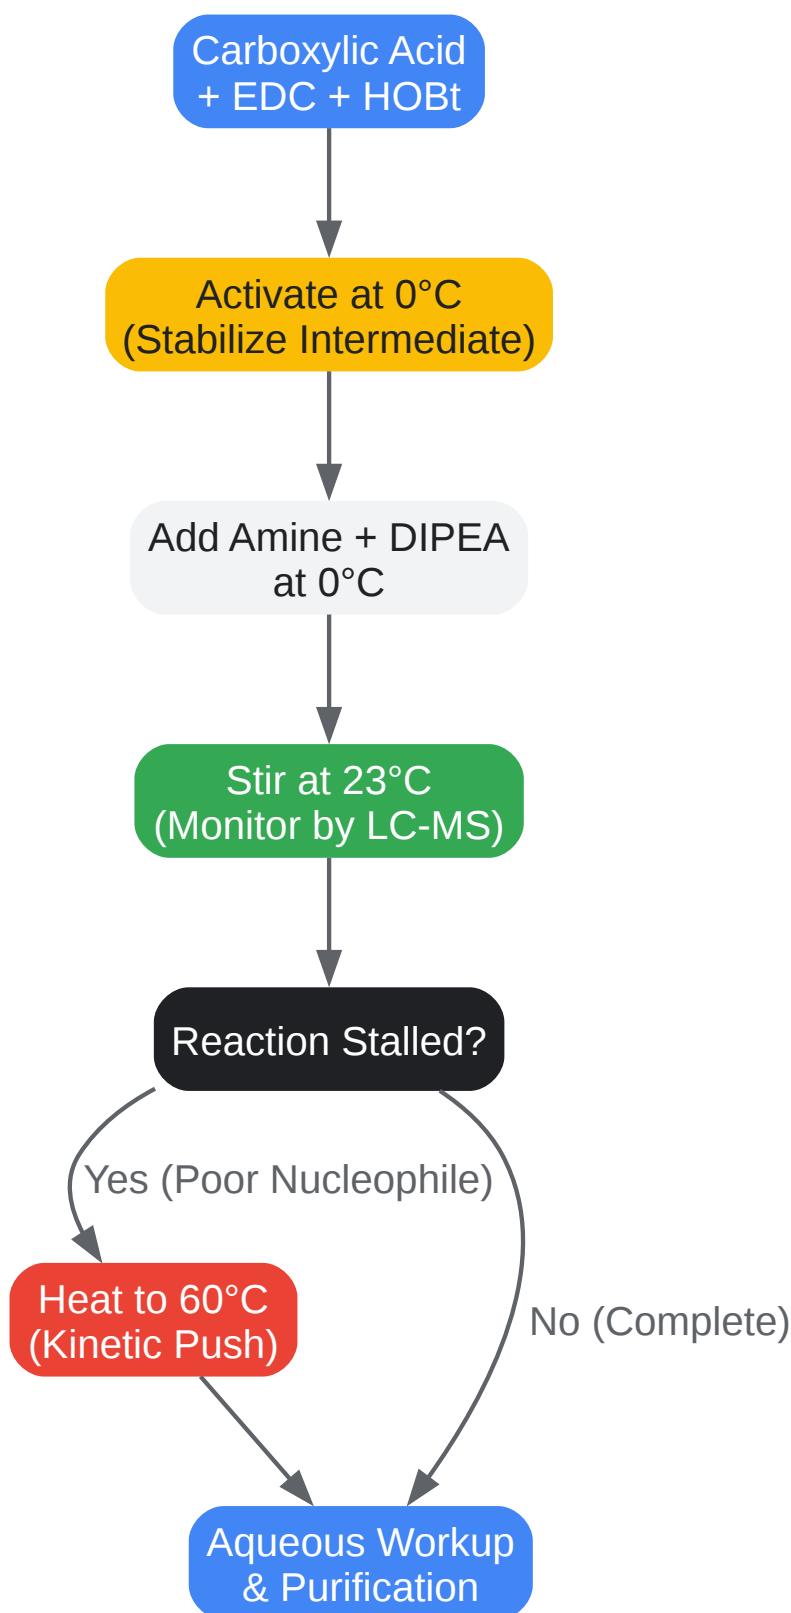 Carboxylic Acid
+ EDC + HOBt
Activate at 0°C
(Stabilize Intermediate)
Add Amine + DIPEA
at 0°C
Stir at 23°C
(Monitor by LC-MS)
Reaction Stalled?
Yes (Poor Nucleophile)
Heat to 60°C
(Kinetic Push)
No (Complete)
Aqueous Workup
& Purification